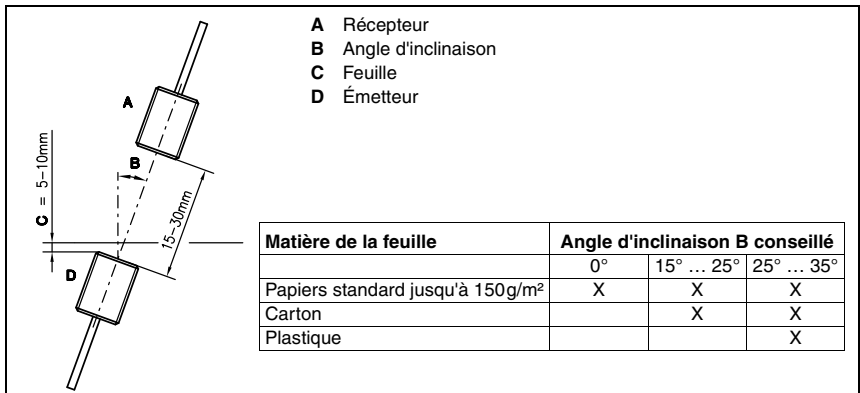 A Récepteur
B Angle d'inclinaison
C Feuille
D Émetteur
A
B
C = 5-10mm
15-30mm
D
Matière de la feuille Angle d'inclinaison B conseillé
0° 15° … 25° 25° … 35°
Papiers standard jusqu'à 150g/m² X X X
Carton X X
Plastique X